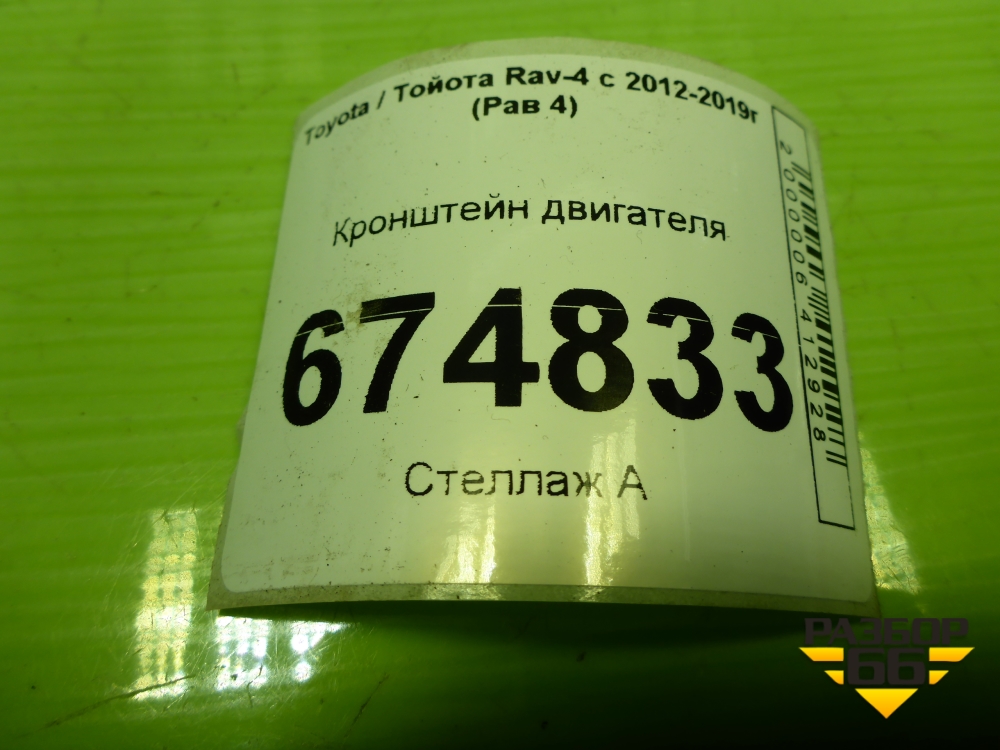 Toyota / Тойота Rav-4 с 2012-2019г
(Рав 4)
Кронштейн двигателя
674833
Стеллаж А
2000006412928
РАЗБОР
66